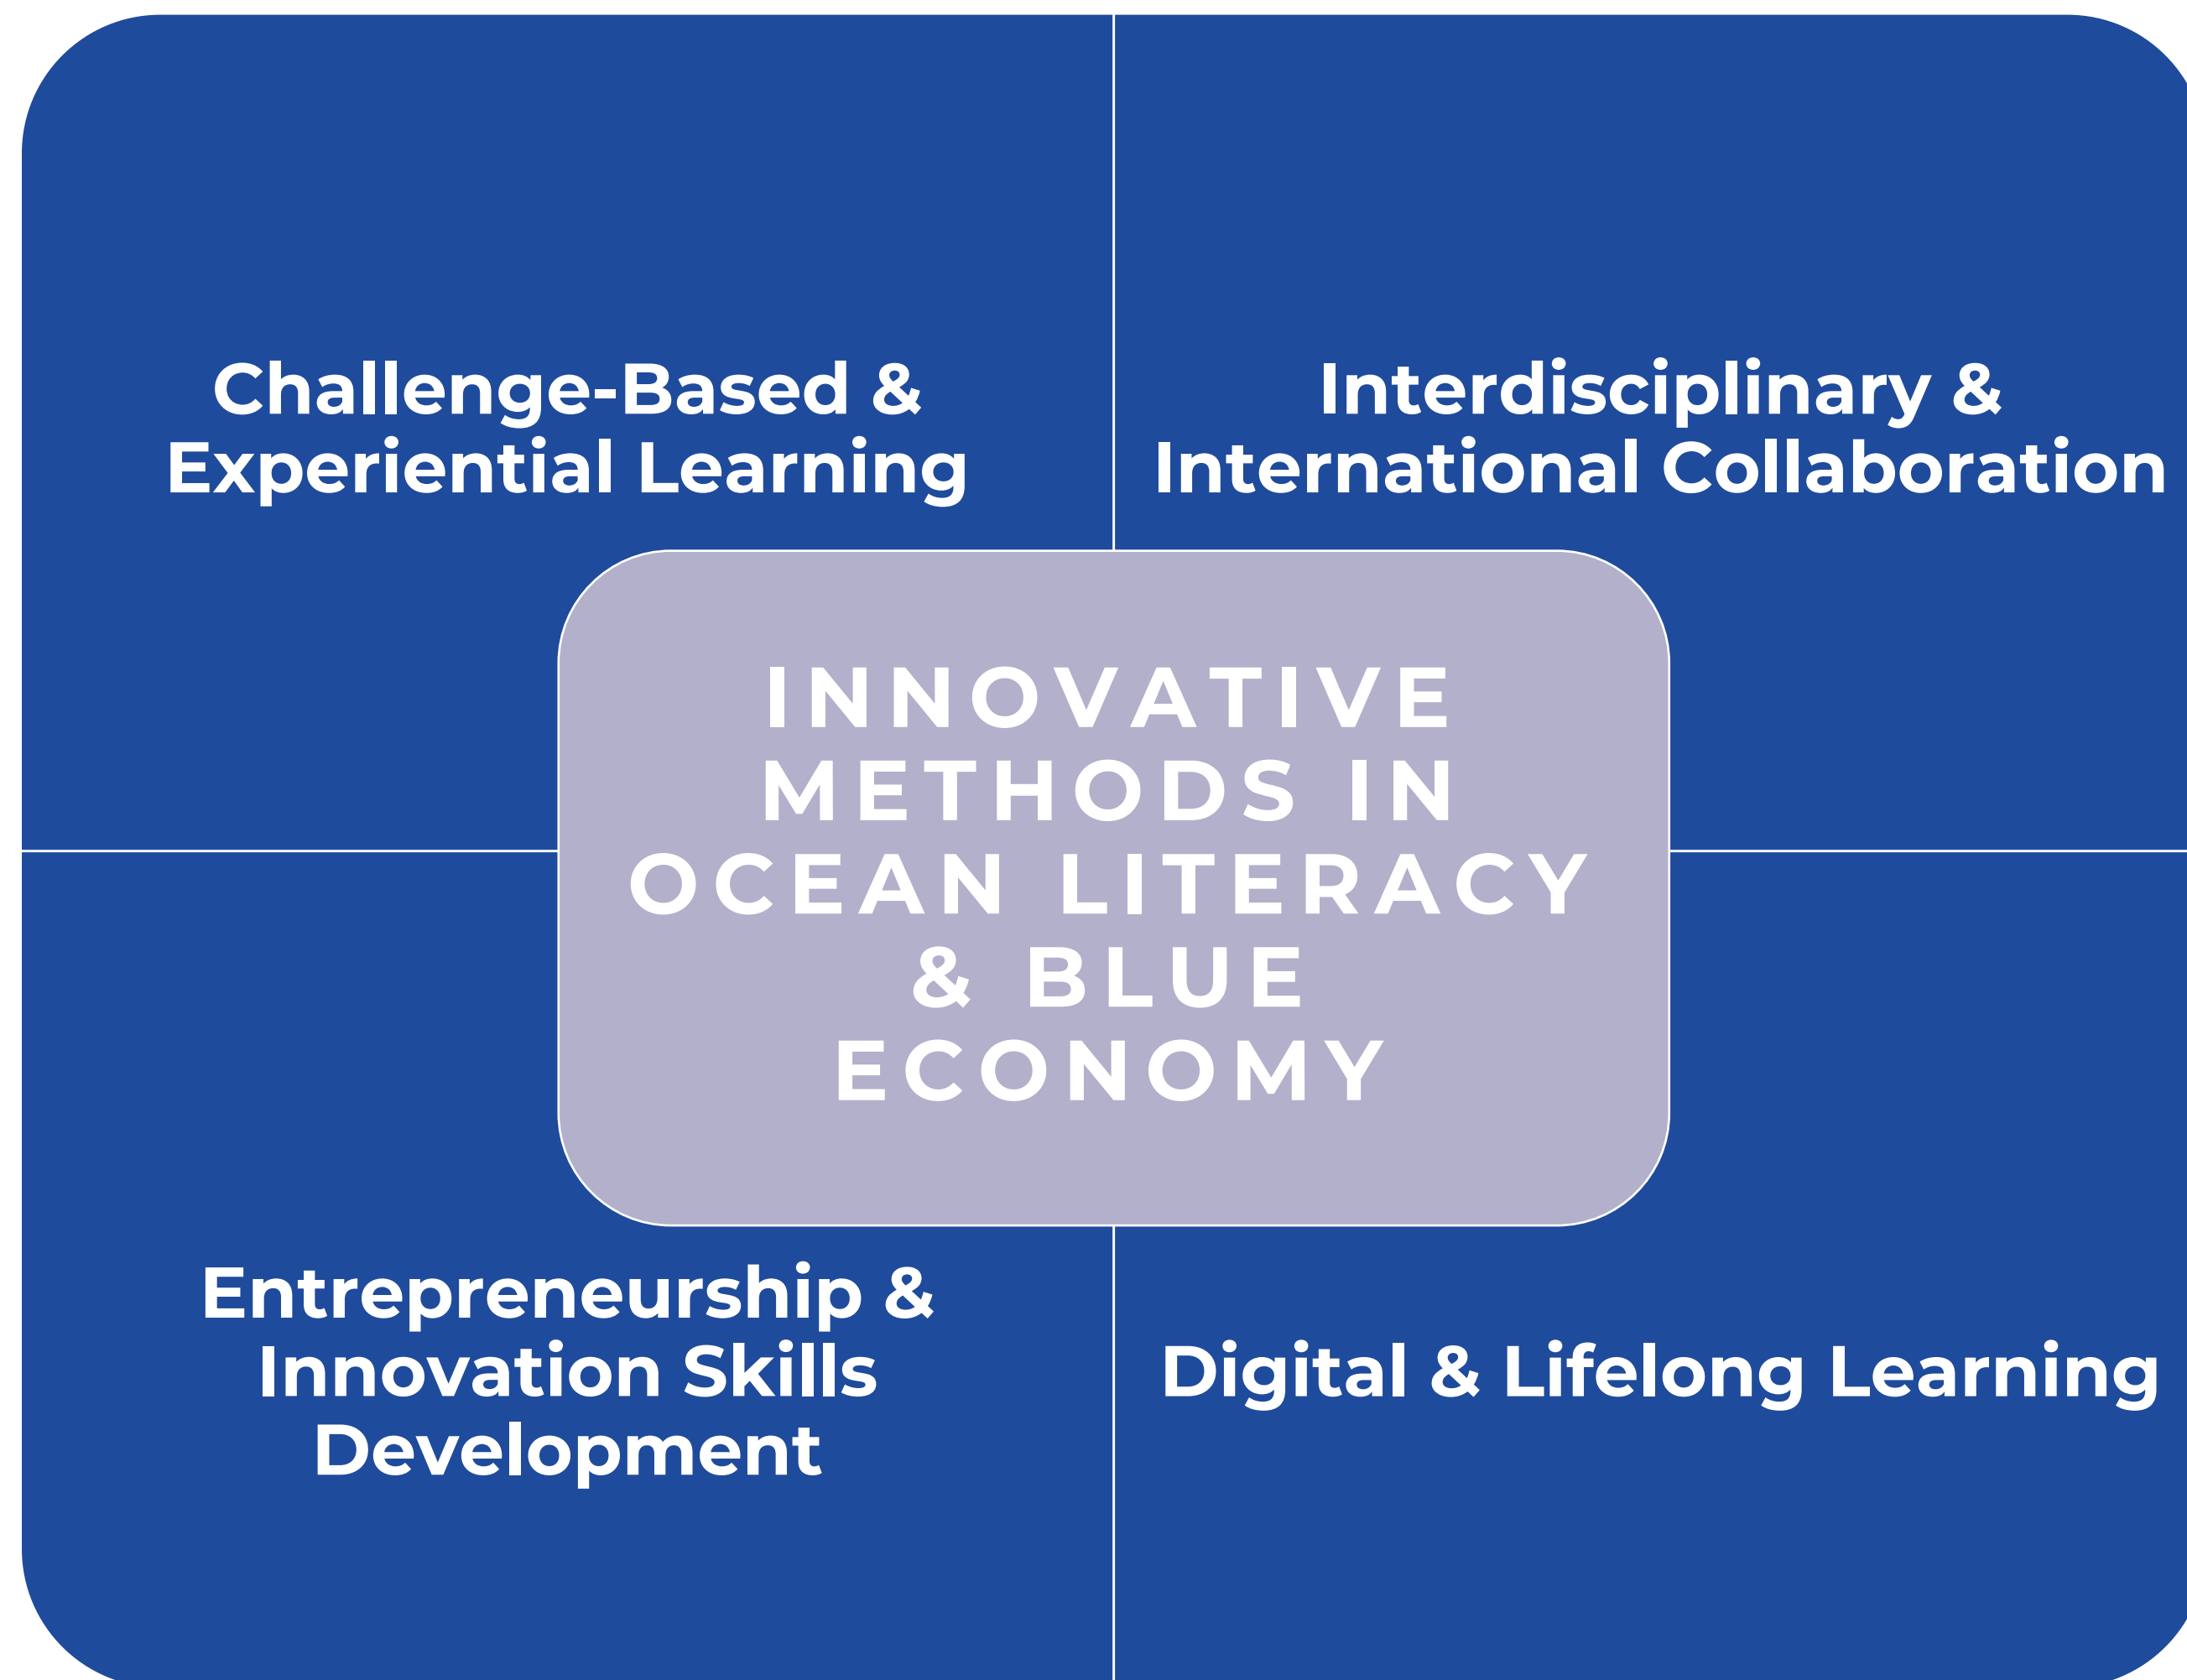 Challenge-Based &
Experiential Learning
Interdisciplinary &
International Collaboration
INNOVATIVE
METHODS IN
OCEAN LITERACY
& BLUE
ECONOMY
Entrepreneurship &
Innovation Skills
Development
Digital & Lifelong Learning